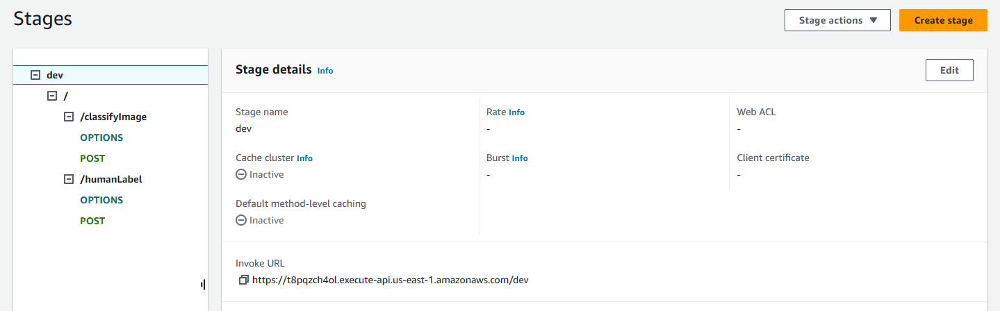 Stages
Stage actions
Create stage
dev
/
/classifyImage
OPTIONS
POST
/humanLabel
OPTIONS
POST
Stage details Info
Edit
Stage name
dev
Rate Info
-
Web ACL
-
Cache cluster Info
Inactive
Burst Info
-
Client certificate
-
Default method-level caching
Inactive
Invoke URL
https://t8pqzch4ol.execute-api.us-east-1.amazonaws.com/dev